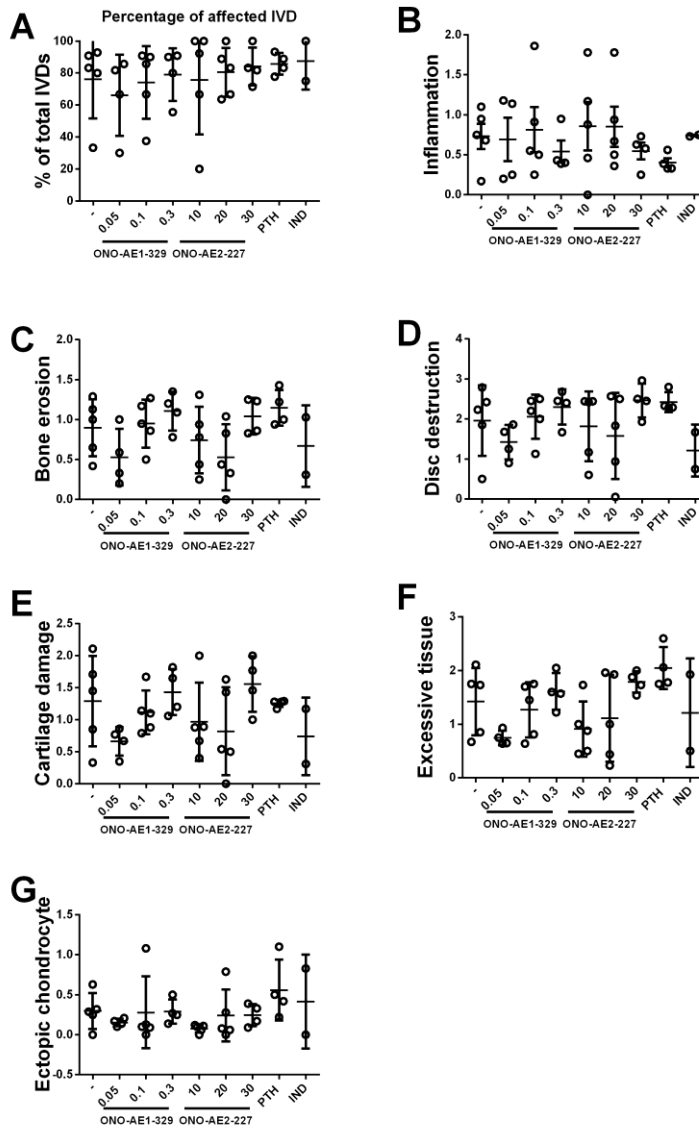 A
Percentage of affected IVD
% of total IVDs
100
80
60
40
20
0
- 0.05 0.1 0.3 10 20 30 PTH IND
ONO-AE1-329 ONO-AE2-227
B
Inflammation
2.0
1.5
1.0
0.5
0.0
- 0.05 0.1 0.3 10 20 30 PTH IND
ONO-AE1-329 ONO-AE2-227
C
Bone erosion
2.0
1.5
1.0
0.5
0.0
- 0.05 0.1 0.3 10 20 30 PTH IND
ONO-AE1-329 ONO-AE2-227
D
Disc destruction
4
3
2
1
0
- 0.05 0.1 0.3 10 20 30 PTH IND
ONO-AE1-329 ONO-AE2-227
E
Cartilage damage
2.5
2.0
1.5
1.0
0.5
0.0
- 0.05 0.1 0.3 10 20 30 PTH IND
ONO-AE1-329 ONO-AE2-227
F
Excessive tissue
3
2
1
0
- 0.05 0.1 0.3 10 20 30 PTH IND
ONO-AE1-329 ONO-AE2-227
G
Ectopic chondrocyte
1.5
1.0
0.5
0.0
-0.5
- 0.05 0.1 0.3 10 20 30 PTH IND
ONO-AE1-329 ONO-AE2-227